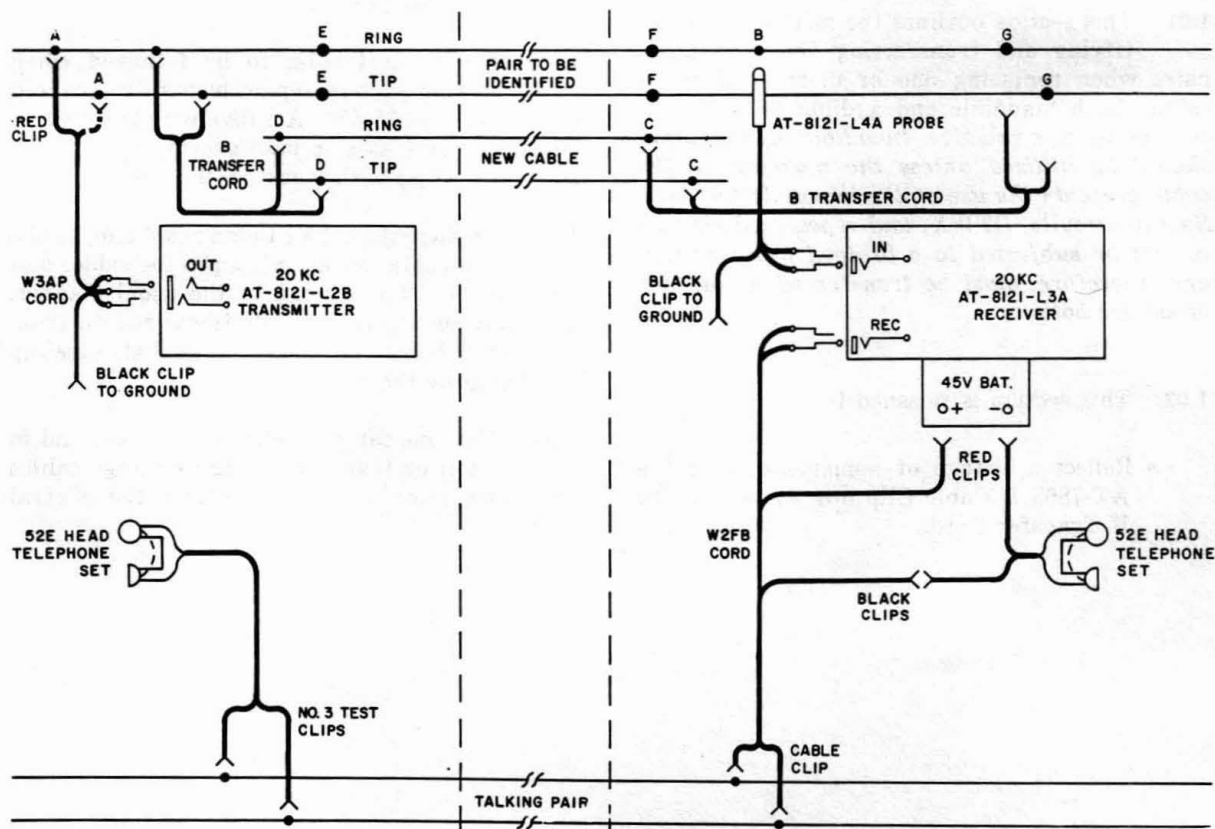 A
E RING
F
B
G
PAIR TO BE
IDENTIFIED
A
E TIP
F
G
RED
CLIP
D RING
C
TRANSFER
CORD
NEW CABLE
D TIP
C
AT-8121-L4A PROBE
B TRANSFER CORD
W3AP
CORD
OUT
20 KC
AT-8121-L2B
TRANSMITTER
BLACK CLIP
TO GROUND
BLACK
CLIP TO
GROUND
IN
REC
20 KC
AT-8121-L3A
RECEIVER
45V BAT.
+ -
RED
CLIPS
W2FB
CORD
52E HEAD
TELEPHONE
SET
52E HEAD
TELEPHONE
SET
BLACK
CLIPS
NO. 3 TEST
CLIPS
CABLE
CLIP
TALKING PAIR